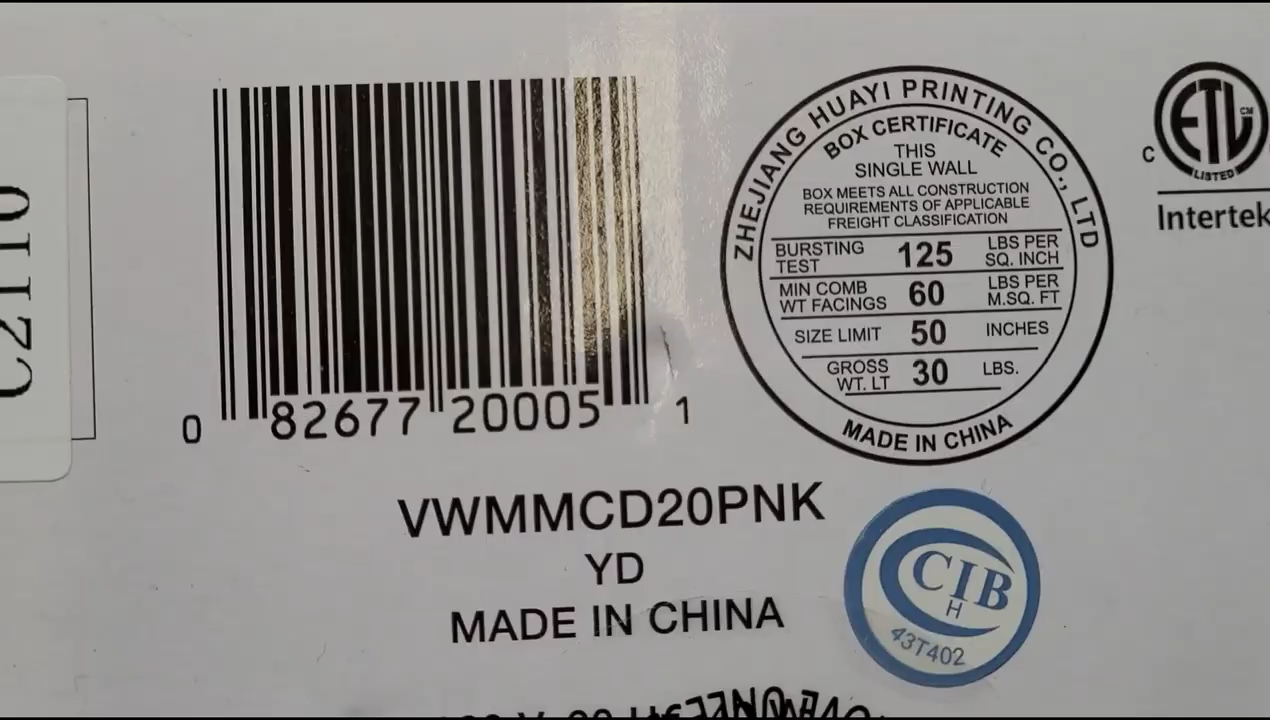 C2110
0 82677 20005 1
ZHEJIANG HUAYI PRINTING CO., LTD
BOX CERTIFICATE
THIS
SINGLE WALL
BOX MEETS ALL CONSTRUCTION
REQUIREMENTS OF APPLICABLE
FREIGHT CLASSIFICATION
BURSTING TEST 125 LBS PER SQ. INCH
MIN COMB WT FACINGS 60 LBS PER M.SQ. FT
SIZE LIMIT 50 INCHES
GROSS WT. LT 30 LBS.
MADE IN CHINA
C ETL CM
LISTED
Intertek
VWMMCD20PNK
YD
MADE IN CHINA
CIB
H
43T402